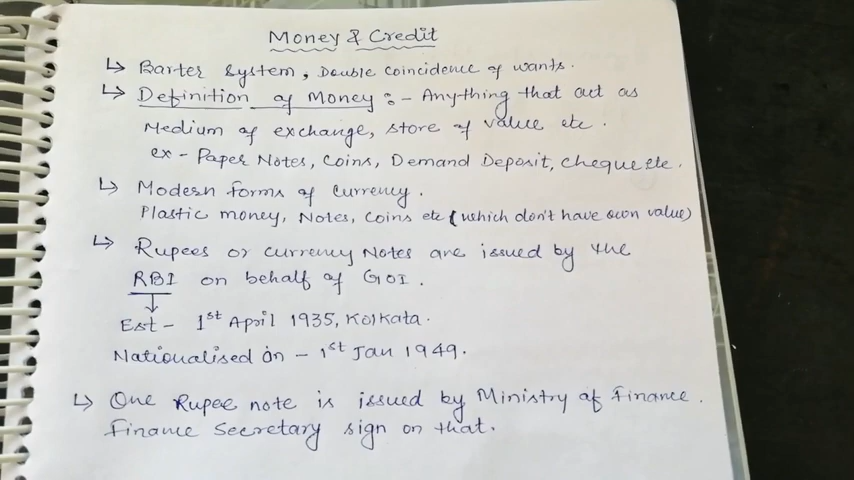 Money & Credit
↳ Barter System, Double coincidence of wants.
↳ Definition of Money :- Anything that act as
Medium of exchange, store of value etc.
ex - Paper Notes, Coins, Demand Deposit, cheque etc.
↳ Modern forms of currency.
Plastic money, Notes, Coins etc (which don't have own value)
↳ Rupees or currency Notes are issued by the
RBI on behalf of GOI.
Est - 1st April 1935, Kolkata.
Nationalised on - 1st Jan 1949.
↳ One Rupee note is issued by Ministry of Finance.
Finance Secretary sign on that.